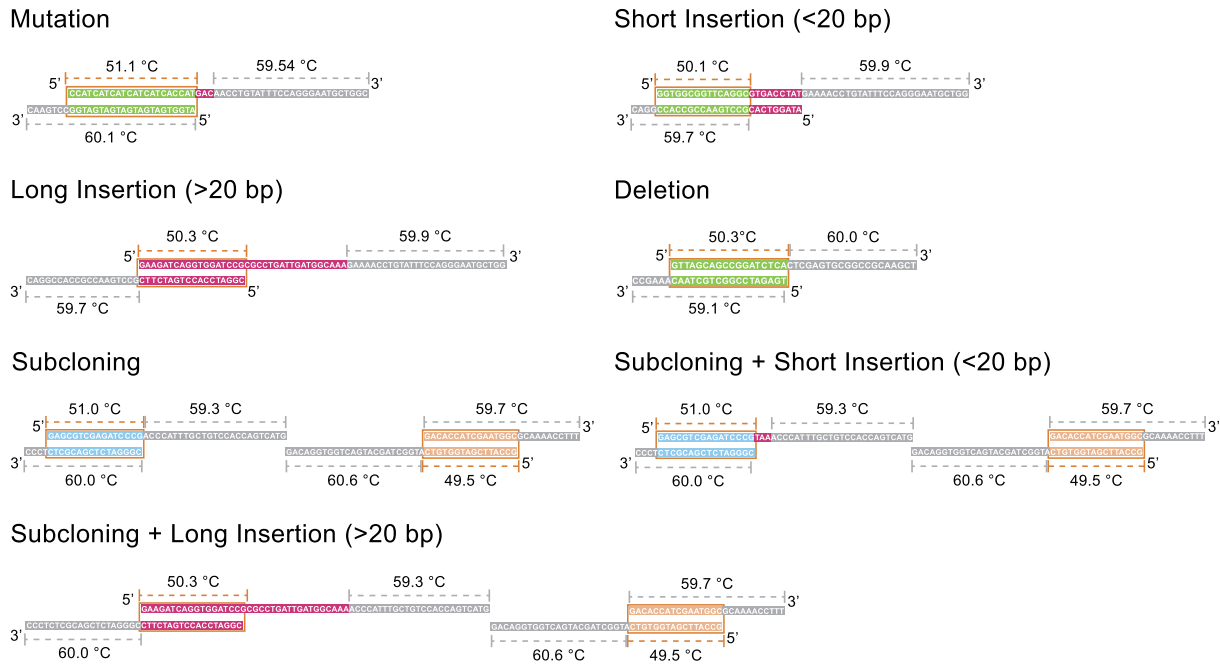 Mutation
51.1 °C
59.54 °C
5’
3’
CCATCATCATCATCATCACCATGACAACCTGTATTTCCAGGGAATGCTGGC
CAAGTCCGGTAGTAGTAGTAGTAGTGGTA
3’
5’
60.1 °C
Short Insertion (<20 bp)
50.1 °C
59.9 °C
5’
3’
GGTGGCGGTTCAGGCGTGACCTATGAAAACCTGTATTTCCAGGGAATGCTGG
CAGGCCACCGCCAAGTCCGCACTGGATA
3’
5’
59.7 °C
Long Insertion (>20 bp)
50.3 °C
59.9 °C
5’
3’
GAAGATCAGGTGGATCCGCGCCTGATTGATGGCAAAGAAAACCTGTATTTCCAGGGAATGCTGG
CAGGCCACCGCCAAGTCCGCTTCTAGTCCACCTAGGC
3’
5’
59.7 °C
Deletion
50.3°C
60.0 °C
5’
3’
GTTAGCAGCCGGATCTCACTCGAGTGCGGCCGCAAGCT
CCGAAACAATCGTCGGCCTAGAGT
3’
5’
59.1 °C
Subcloning
51.0 °C
59.3 °C
59.7 °C
5’
3’
GAGCGTCGAGATCCCGACCCATTTGCTGTCCACCAGTCATG
GACACCATCGAATGGCGCAAAACCTTT
CCCTCTCGCAGCTCTAGGGC
GACAGGTGGTCAGTACGATCGGTACTGTGGTAGCTTACCG
3’
5’
60.0 °C
60.6 °C
49.5 °C
Subcloning + Short Insertion (<20 bp)
51.0 °C
59.3 °C
59.7 °C
5’
3’
GAGCGTCGAGATCCCGTAAACCCATTTGCTGTCCACCAGTCATG
GACACCATCGAATGGCGCAAAACCTTT
CCCTCTCGCAGCTCTAGGGC
GACAGGTGGTCAGTACGATCGGTACTGTGGTAGCTTACCG
3’
5’
60.0 °C
60.6 °C
49.5 °C
Subcloning + Long Insertion (>20 bp)
50.3 °C
59.3 °C
59.7 °C
5’
3’
GAAGATCAGGTGGATCCGCGCCTGATTGATGGCAAAACCCATTTGCTGTCCACCAGTCATG
GACACCATCGAATGGCGCAAAACCTTT
CCCTCTCGCAGCTCTAGGGCCTTCTAGTCCACCTAGGC
GACAGGTGGTCAGTACGATCGGTACTGTGGTAGCTTACCG
3’
5’
60.0 °C
60.6 °C
49.5 °C